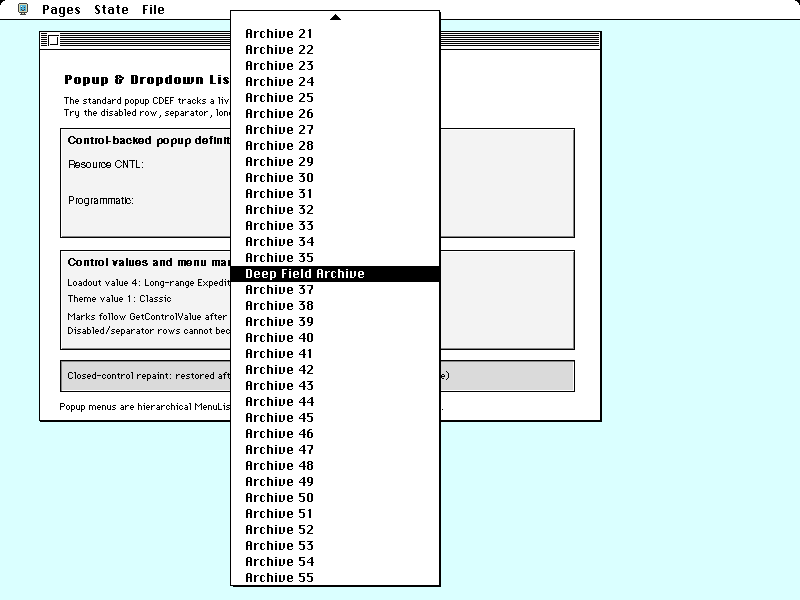 Pages State File
Popup & Dropdown Lis
The standard popup CDEF tracks a liv
Try the disabled row, separator, lon
Control-backed popup definit
Resource CNTL:
Programmatic:
Control values and menu mar
Loadout value 4: Long-range Expedit
Theme value 1: Classic
Marks follow GetControlValue after
Disabled/separator rows cannot bec
Closed-control repaint: restored aft
e)
Popup menus are hierarchical MenuLis
Archive 21
Archive 22
Archive 23
Archive 24
Archive 25
Archive 26
Archive 27
Archive 28
Archive 29
Archive 30
Archive 31
Archive 32
Archive 33
Archive 34
Archive 35
Deep Field Archive
Archive 37
Archive 38
Archive 39
Archive 40
Archive 41
Archive 42
Archive 43
Archive 44
Archive 45
Archive 46
Archive 47
Archive 48
Archive 49
Archive 50
Archive 51
Archive 52
Archive 53
Archive 54
Archive 55